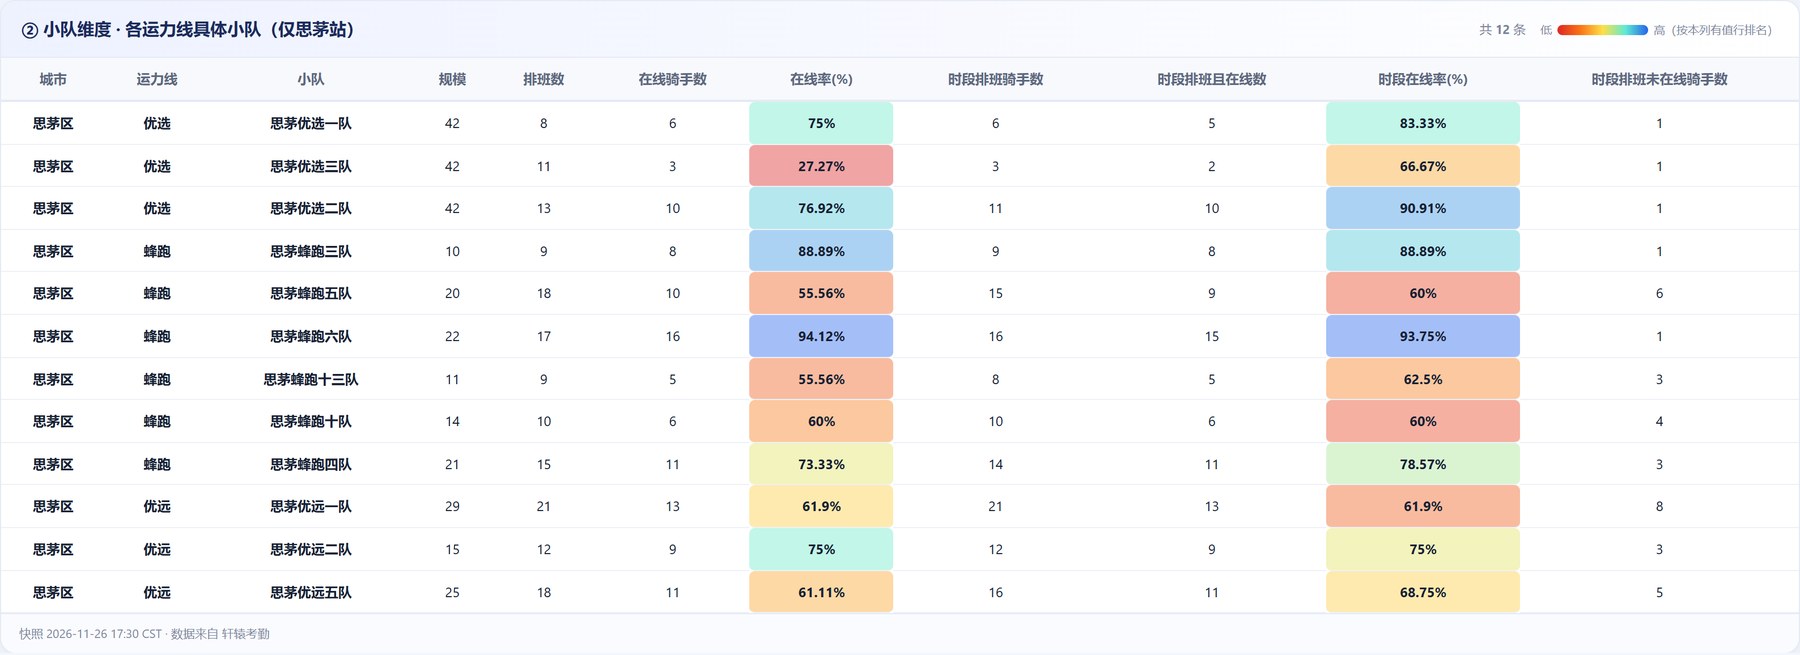 ② 小队维度 · 各运力线具体小队（仅思茅站）
共 12 条 低 高 (按本列有值行排名)
城市 运力线 小队 规模 排班数 在线骑手数 在线率(%) 时段排班骑手数 时段排班且在线数 时段在线率(%) 时段排班未在线骑手数
思茅区 优选 思茅优选一队 42 8 6 75% 6 5 83.33% 1
思茅区 优选 思茅优选三队 42 11 3 27.27% 3 2 66.67% 1
思茅区 优选 思茅优选二队 42 13 10 76.92% 11 10 90.91% 1
思茅区 蜂跑 思茅蜂跑三队 10 9 8 88.89% 9 8 88.89% 1
思茅区 蜂跑 思茅蜂跑五队 20 18 10 55.56% 15 9 60% 6
思茅区 蜂跑 思茅蜂跑六队 22 17 16 94.12% 16 15 93.75% 1
思茅区 蜂跑 思茅蜂跑十三队 11 9 5 55.56% 8 5 62.5% 3
思茅区 蜂跑 思茅蜂跑十队 14 10 6 60% 10 6 60% 4
思茅区 蜂跑 思茅蜂跑四队 21 15 11 73.33% 14 11 78.57% 3
思茅区 优远 思茅优远一队 29 21 13 61.9% 21 13 61.9% 8
思茅区 优远 思茅优远二队 15 12 9 75% 12 9 75% 3
思茅区 优远 思茅优远五队 25 18 11 61.11% 16 11 68.75% 5
快照 2026-11-26 17:30 CST · 数据来自 轩辕考勤